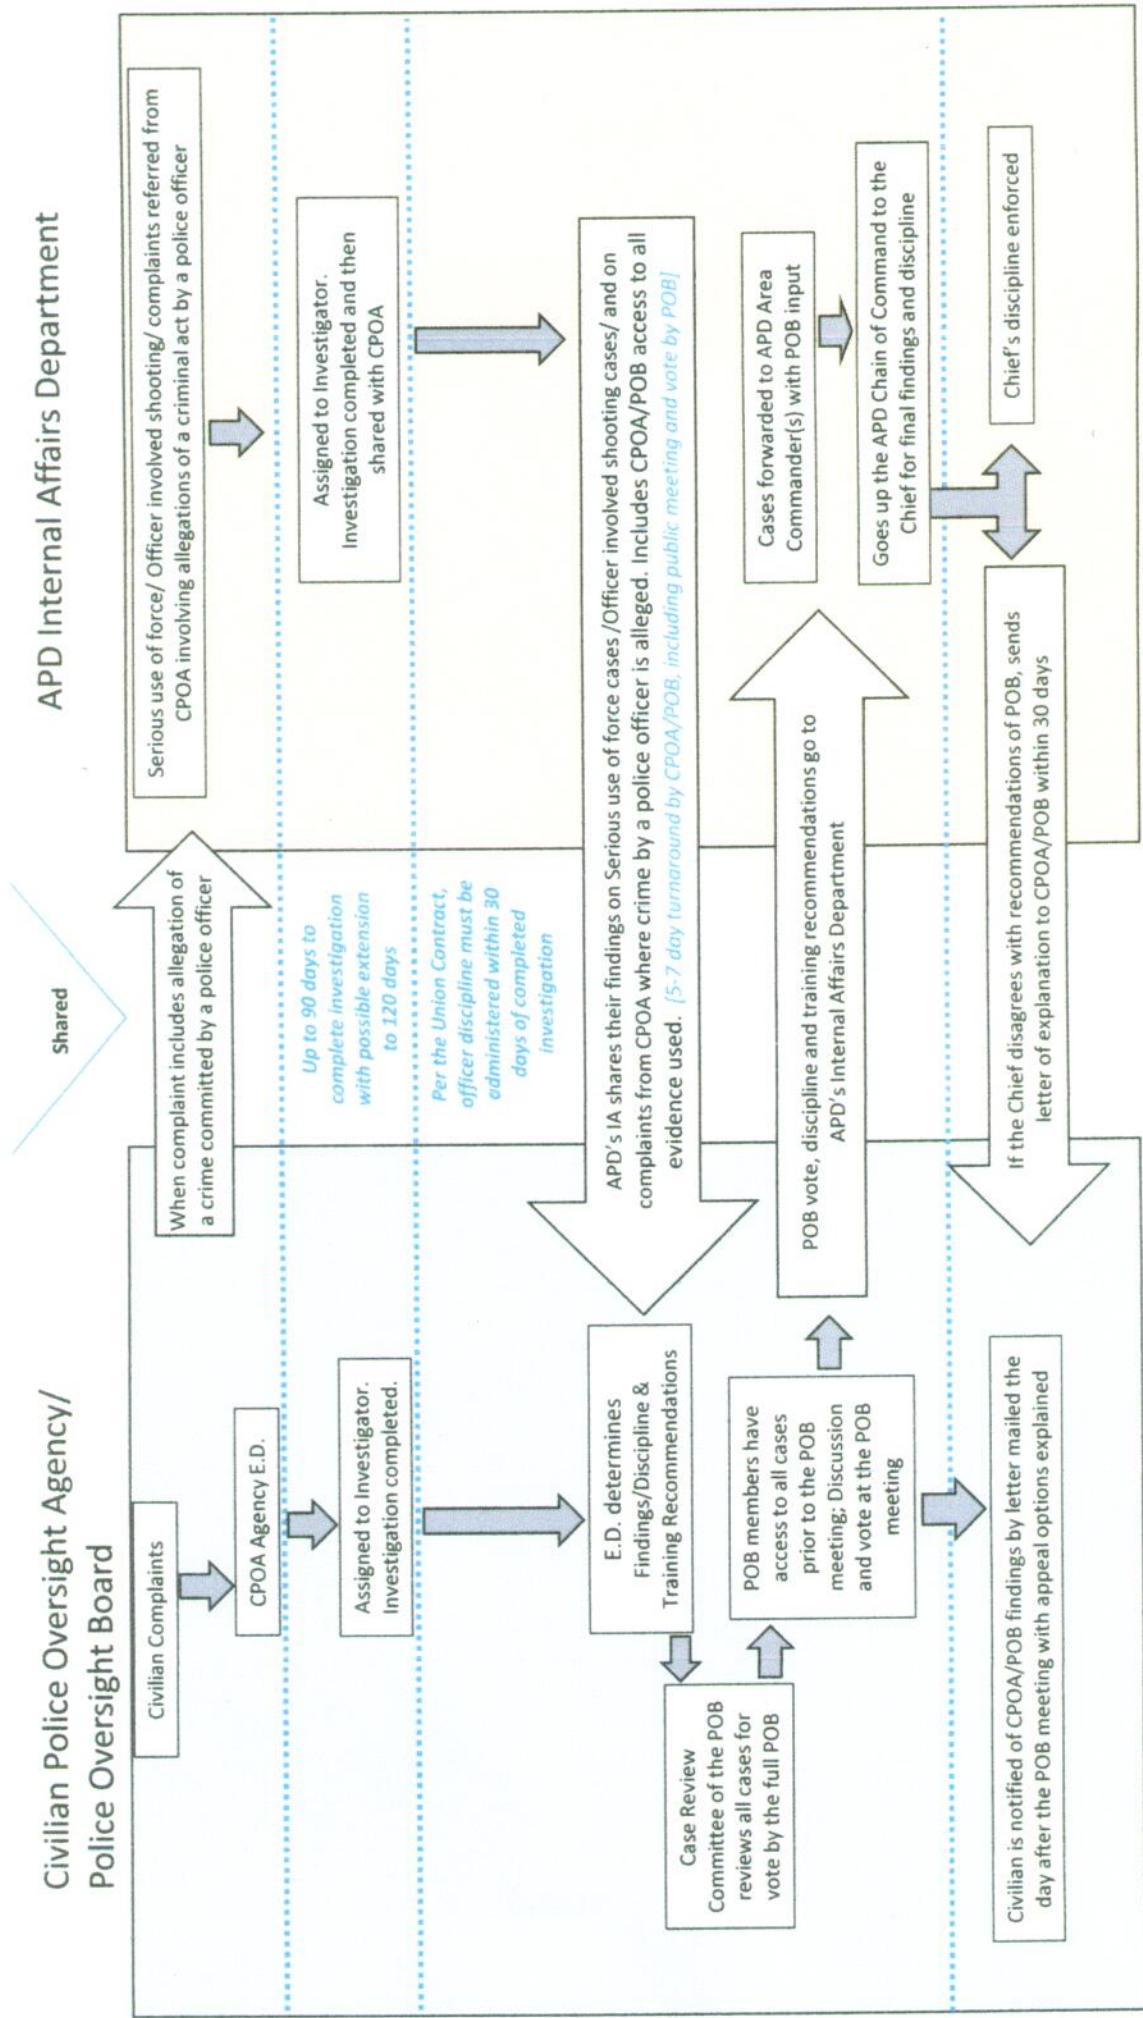 Civilian Police Oversight Agency/
Police Oversight Board
Shared
APD Internal Affairs Department
Civilian Complaints
CPOA Agency E.D.
When complaint includes allegation of
a crime committed by a police officer
Serious use of force/ Officer involved shooting/ complaints referred from
CPOA involving allegations of a criminal act by a police officer
Assigned to Investigator.
Investigation completed.
Up to 90 days to
complete investigation
with possible extension
to 120 days
Assigned to Investigator.
Investigation completed and then
shared with CPOA
Per the Union Contract,
officer discipline must be
administered within 30
days of completed
investigation
E.D. determines
Findings/Discipline &
Training Recommendations
APD's IA shares their findings on Serious use of force cases /Officer involved shooting cases/ and on
complaints from CPOA where crime by a police officer is alleged. Includes CPOA/POB access to all
evidence used. [5-7 day turnaround by CPOA/POB, including public meeting and vote by POB]
Case Review
Committee of the POB
reviews all cases for
vote by the full POB
POB members have
access to all cases
prior to the POB
meeting; Discussion
and vote at the POB
meeting
POB vote, discipline and training recommendations go to
APD's Internal Affairs Department
Cases forwarded to APD Area
Commander(s) with POB input
Goes up the APD Chain of Command to the
Chief for final findings and discipline
Civilian is notified of CPOA/POB findings by letter mailed the
day after the POB meeting with appeal options explained
If the Chief disagrees with recommendations of POB, sends
letter of explanation to CPOA/POB within 30 days
Chief's discipline enforced